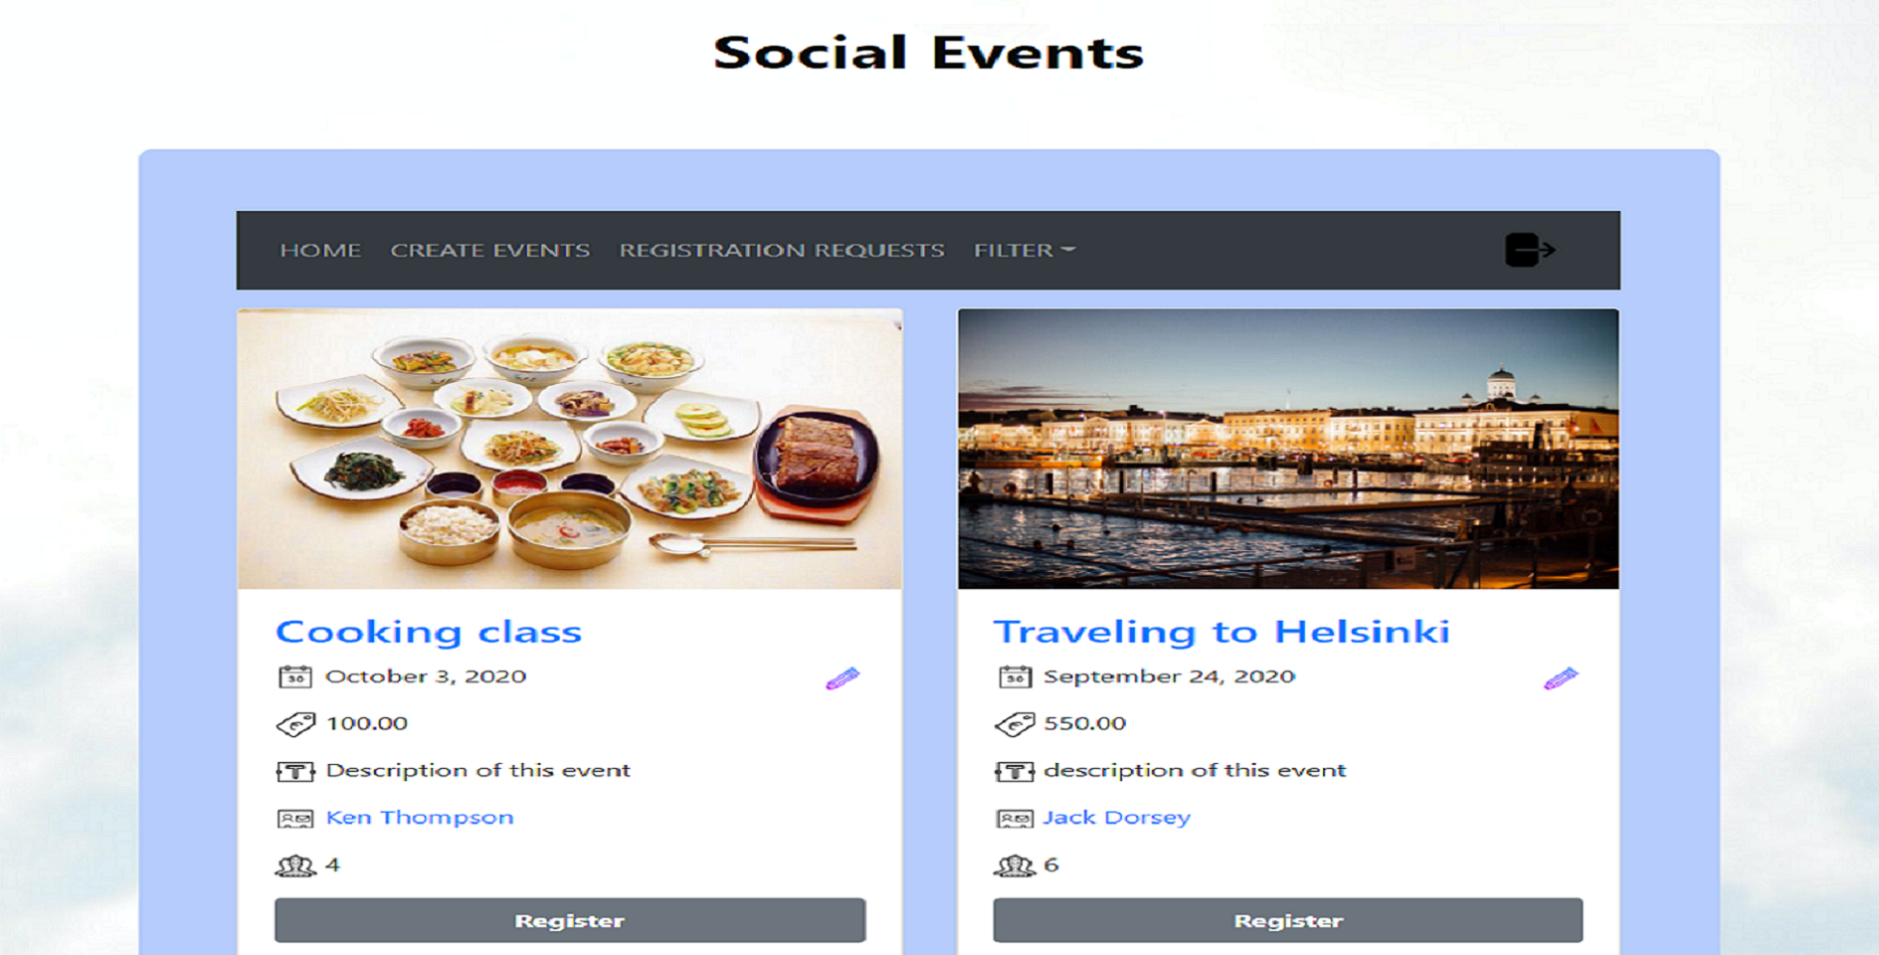 Social Events
HOME CREATE EVENTS REGISTRATION REQUESTS FILTER
Cooking class
October 3, 2020
100.00
Description of this event
Ken Thompson
4
Register
Traveling to Helsinki
September 24, 2020
550.00
description of this event
Jack Dorsey
6
Register